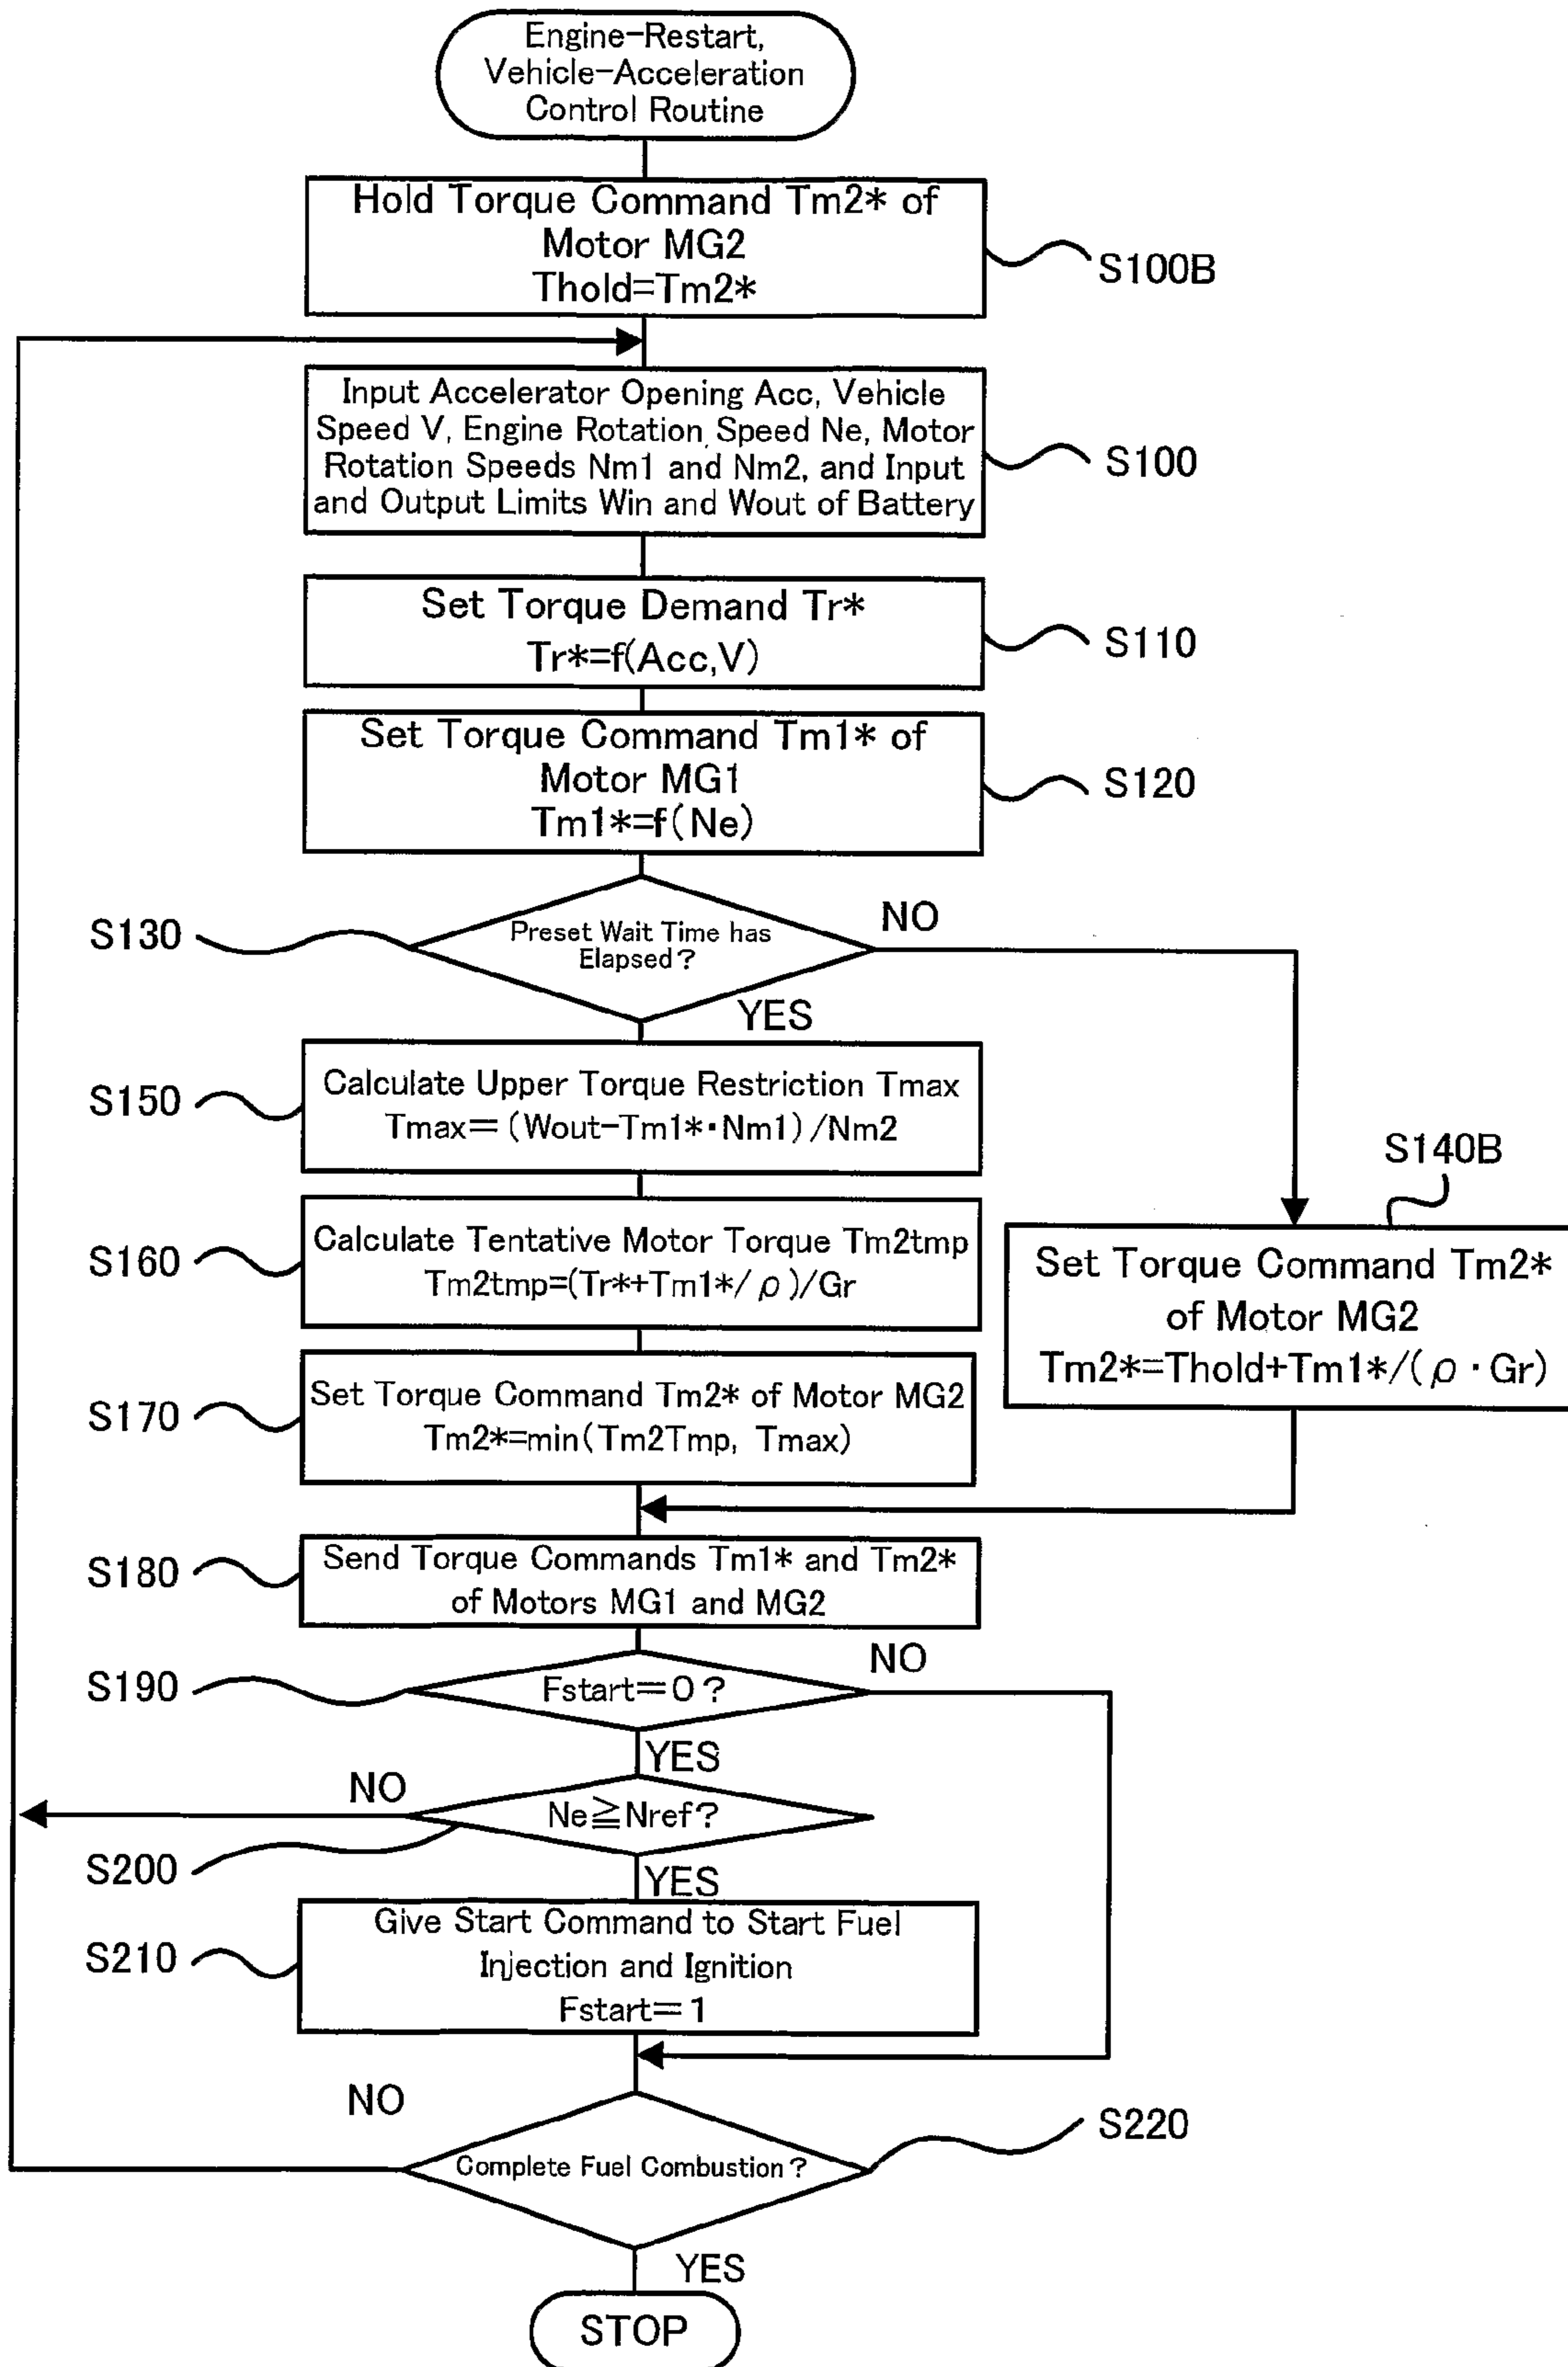 Engine-Restart,
Vehicle-Acceleration
Control Routine
Hold Torque Command Tm2* of
Motor MG2
Thold=Tm2*
S100B
Input Accelerator Opening Acc, Vehicle
Speed V, Engine Rotation Speed Ne, Motor
Rotation Speeds Nm1 and Nm2, and Input
and Output Limits Win and Wout of Battery
S100
Set Torque Demand Tr*
Tr*=f(Acc,V)
S110
Set Torque Command Tm1* of
Motor MG1
Tm1*=f(Ne)
S120
S130
Preset Wait Time has
Elapsed?
NO
YES
S150
Calculate Upper Torque Restriction Tmax
Tmax=(Wout-Tm1*·Nm1)/Nm2
S140B
Set Torque Command Tm2*
of Motor MG2
Tm2*=Thold+Tm1*/(ρ·Gr)
S160
Calculate Tentative Motor Torque Tm2tmp
Tm2tmp=(Tr*+Tm1*/ρ)/Gr
S170
Set Torque Command Tm2* of Motor MG2
Tm2*=min(Tm2Tmp, Tmax)
S180
Send Torque Commands Tm1* and Tm2*
of Motors MG1 and MG2
S190
Fstart=0?
NO
YES
NO
Ne≧Nref?
S200
YES
S210
Give Start Command to Start Fuel
Injection and Ignition
Fstart=1
NO
S220
Complete Fuel Combustion?
YES
STOP